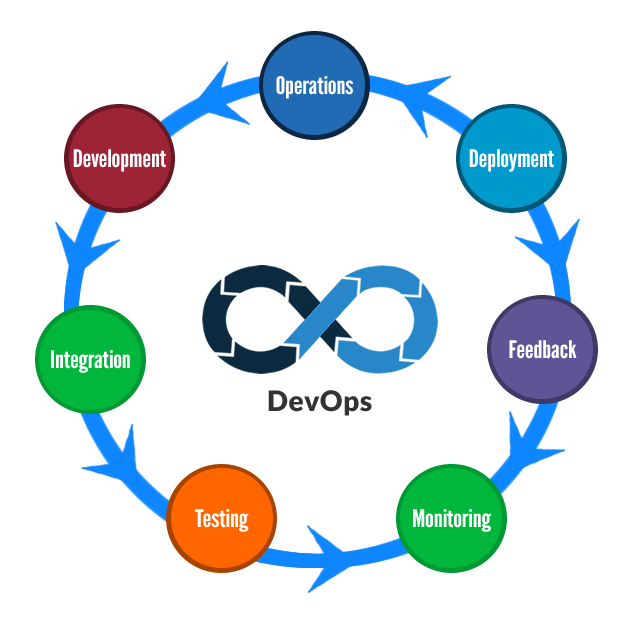 Operations
Development
Deployment
Integration
Feedback
DevOps
Testing
Monitoring